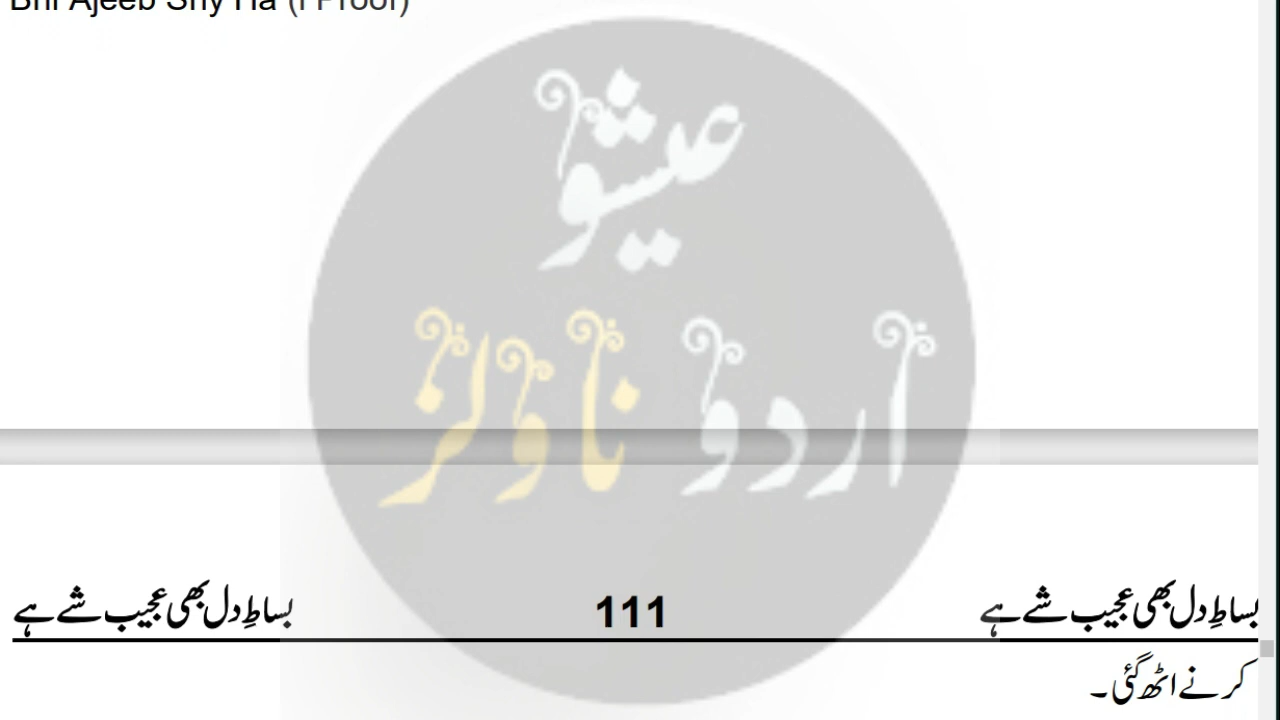 Bhi Ajeeb Shy Ha (I Proof)
عیشو
اردو ناولز
بساطِ دل بھی عجیب شے ہے 111 بساطِ دل بھی عجیب شے ہے
کرنے اٹھ گئی۔